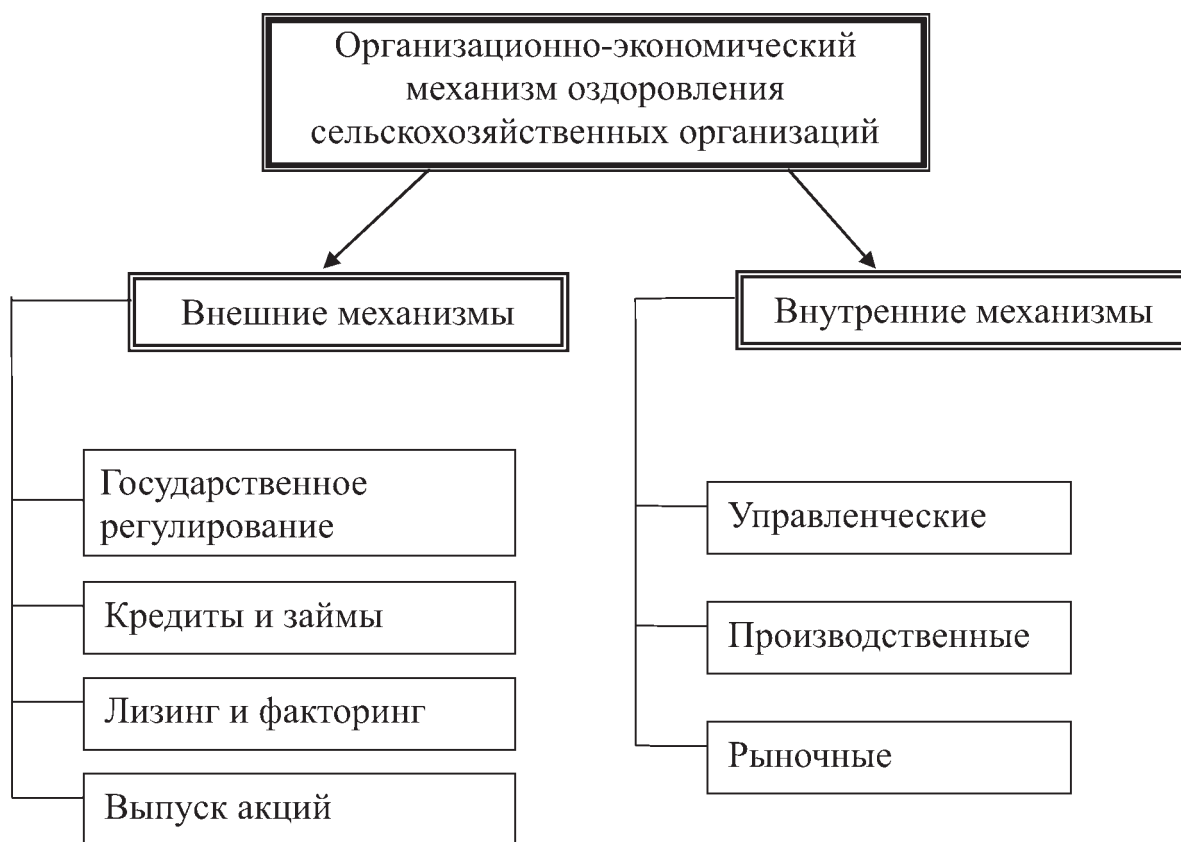 Организационно-экономический
механизм оздоровления
сельскохозяйственных организаций
Внешние механизмы
Государственное
регулирование
Кредиты и займы
Лизинг и факторинг
Выпуск акций
Внутренние механизмы
Управленческие
Производственные
Рыночные